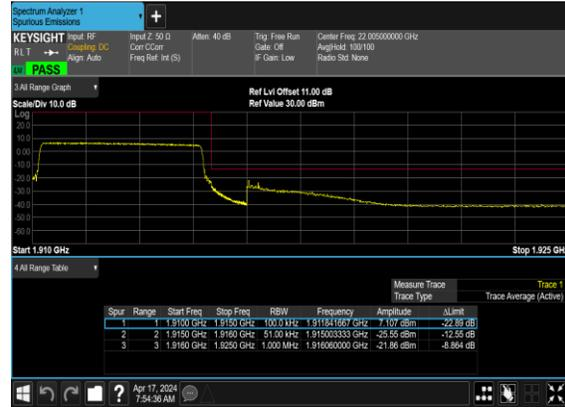 Spectrum Analyzer 1
Spurious Emissions
KEYSIGHT Input: RF Input Z: 50 Ω Atten: 40 dB Trig: Free Run Center Freq: 22.005000000 GHz
RLT Coupling: DC Corr CCorr Gate: Off Avg|Hold: 100/100
Align: Auto Freq Ref: Int (S) IF Gain: Low Radio Std: None
PASS
3 All Range Graph
Ref Lvl Offset 11.00 dB
Scale/Div 10.0 dB Ref Value 30.00 dBm
Log
20.0
10.0
0.00
-10.0
-20.0
-30.0
-40.0
-50.0
-60.0
Start 1.910 GHz Stop 1.925 GHz
4 All Range Table
Measure Trace Trace 1
Trace Type Trace Average (Active)
Spur Range Start Freq Stop Freq RBW Frequency Amplitude ΔLimit
1 1 1.9100 GHz 1.9150 GHz 100.0 kHz 1.911841667 GHz 7.107 dBm -22.89 dB
2 2 1.9150 GHz 1.9160 GHz 51.00 kHz 1.915003333 GHz -25.55 dBm -12.55 dB
3 3 1.9160 GHz 1.9250 GHz 1.000 MHz 1.916060000 GHz -21.86 dBm -8.864 dB
? Apr 17, 2024
7:54:36 AM